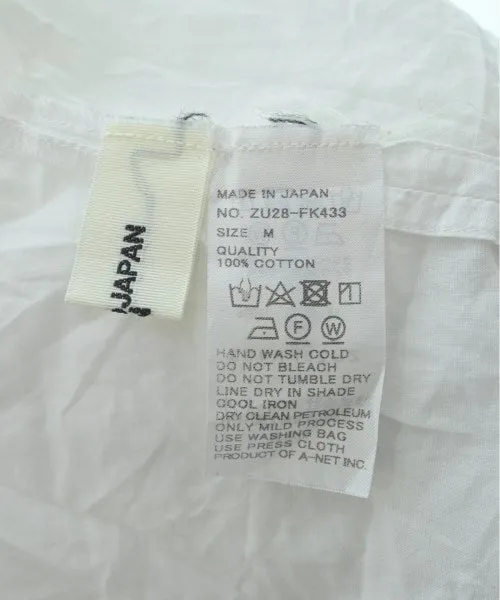 JAPAN
MADE IN JAPAN
NO. ZU28-FK433
SIZE M
QUALITY
100% COTTON
F
W
HAND WASH COLD
DO NOT BLEACH
DO NOT TUMBLE DRY
LINE DRY IN SHADE
COOL IRON
DRY CLEAN PETROLEUM
ONLY MILD PROCESS
USE WASHING BAG
USE PRESS CLOTH
PRODUCT OF A-NET INC.